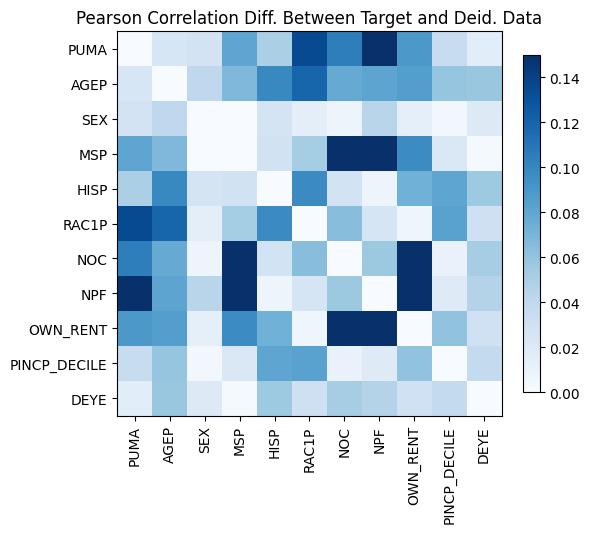 Pearson Correlation Diff. Between Target and Deid. Data
PUMA
AGEP
SEX
MSP
HISP
RAC1P
NOC
NPF
OWN_RENT
PINCP_DECILE
DEYE
PUMA
AGEP
SEX
MSP
HISP
RAC1P
NOC
NPF
OWN_RENT
PINCP_DECILE
DEYE
0.14
0.12
0.10
0.08
0.06
0.04
0.02
0.00